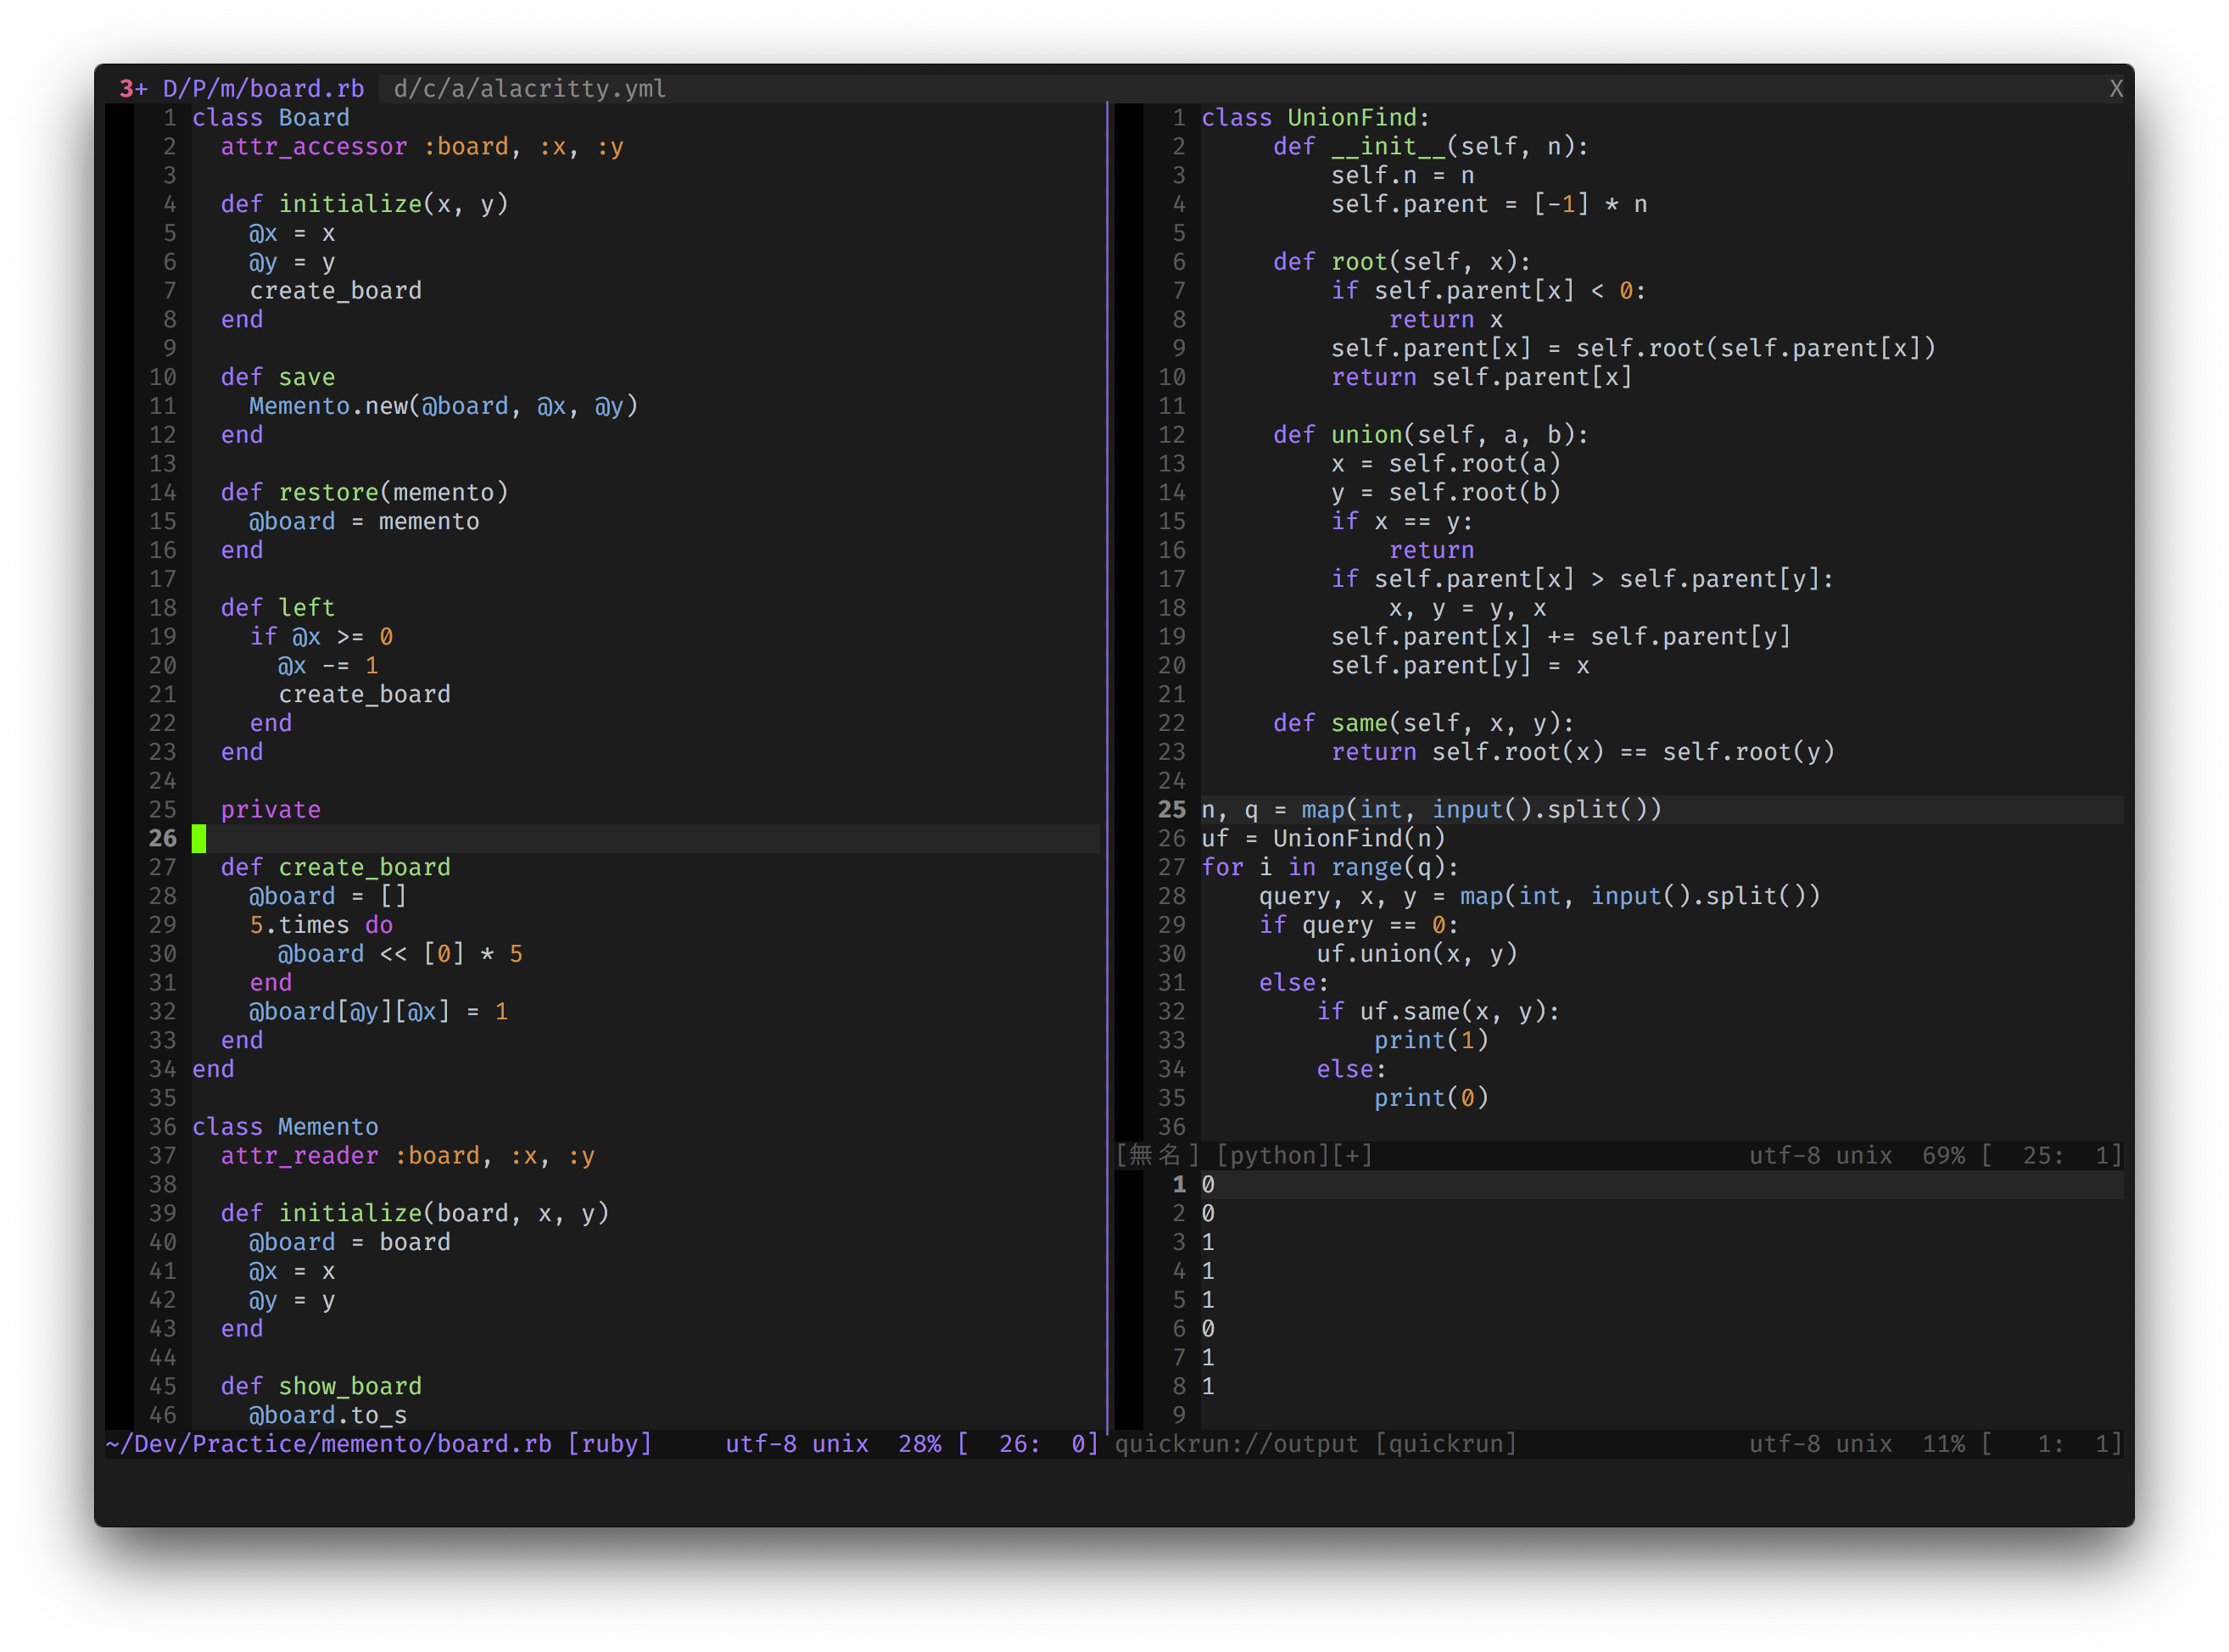 3+ D/P/m/board.rb  d/c/a/alacritty.yml X
1 class Board
2   attr_accessor :board, :x, :y
3
4   def initialize(x, y)
5     @x = x
6     @y = y
7     create_board
8   end
9
10   def save
11     Memento.new(@board, @x, @y)
12   end
13
14   def restore(memento)
15     @board = memento
16   end
17
18   def left
19     if @x >= 0
20       @x -= 1
21       create_board
22     end
23   end
24
25   private
26
27   def create_board
28     @board = []
29     5.times do
30       @board << [0] * 5
31     end
32     @board[@y][@x] = 1
33   end
34 end
35
36 class Memento
37   attr_reader :board, :x, :y
38
39   def initialize(board, x, y)
40     @board = board
41     @x = x
42     @y = y
43   end
44
45   def show_board
46     @board.to_s
~/Dev/Practice/memento/board.rb [ruby]     utf-8 unix  28% [  26:  0]
1 class UnionFind:
2      def __init__(self, n):
3          self.n = n
4          self.parent = [-1] * n
5
6      def root(self, x):
7          if self.parent[x] < 0:
8              return x
9          self.parent[x] = self.root(self.parent[x])
10          return self.parent[x]
11
12      def union(self, a, b):
13          x = self.root(a)
14          y = self.root(b)
15          if x == y:
16              return
17          if self.parent[x] > self.parent[y]:
18              x, y = y, x
19          self.parent[x] += self.parent[y]
20          self.parent[y] = x
21
22      def same(self, x, y):
23          return self.root(x) == self.root(y)
24
25 n, q = map(int, input().split())
26 uf = UnionFind(n)
27 for i in range(q):
28     query, x, y = map(int, input().split())
29     if query == 0:
30         uf.union(x, y)
31     else:
32         if uf.same(x, y):
33             print(1)
34         else:
35             print(0)
36
[無名] [python][+]     utf-8 unix  69% [  25:  1]
1 0
2 0
3 1
4 1
5 1
6 0
7 1
8 1
9
quickrun://output [quickrun]     utf-8 unix  11% [   1:  1]